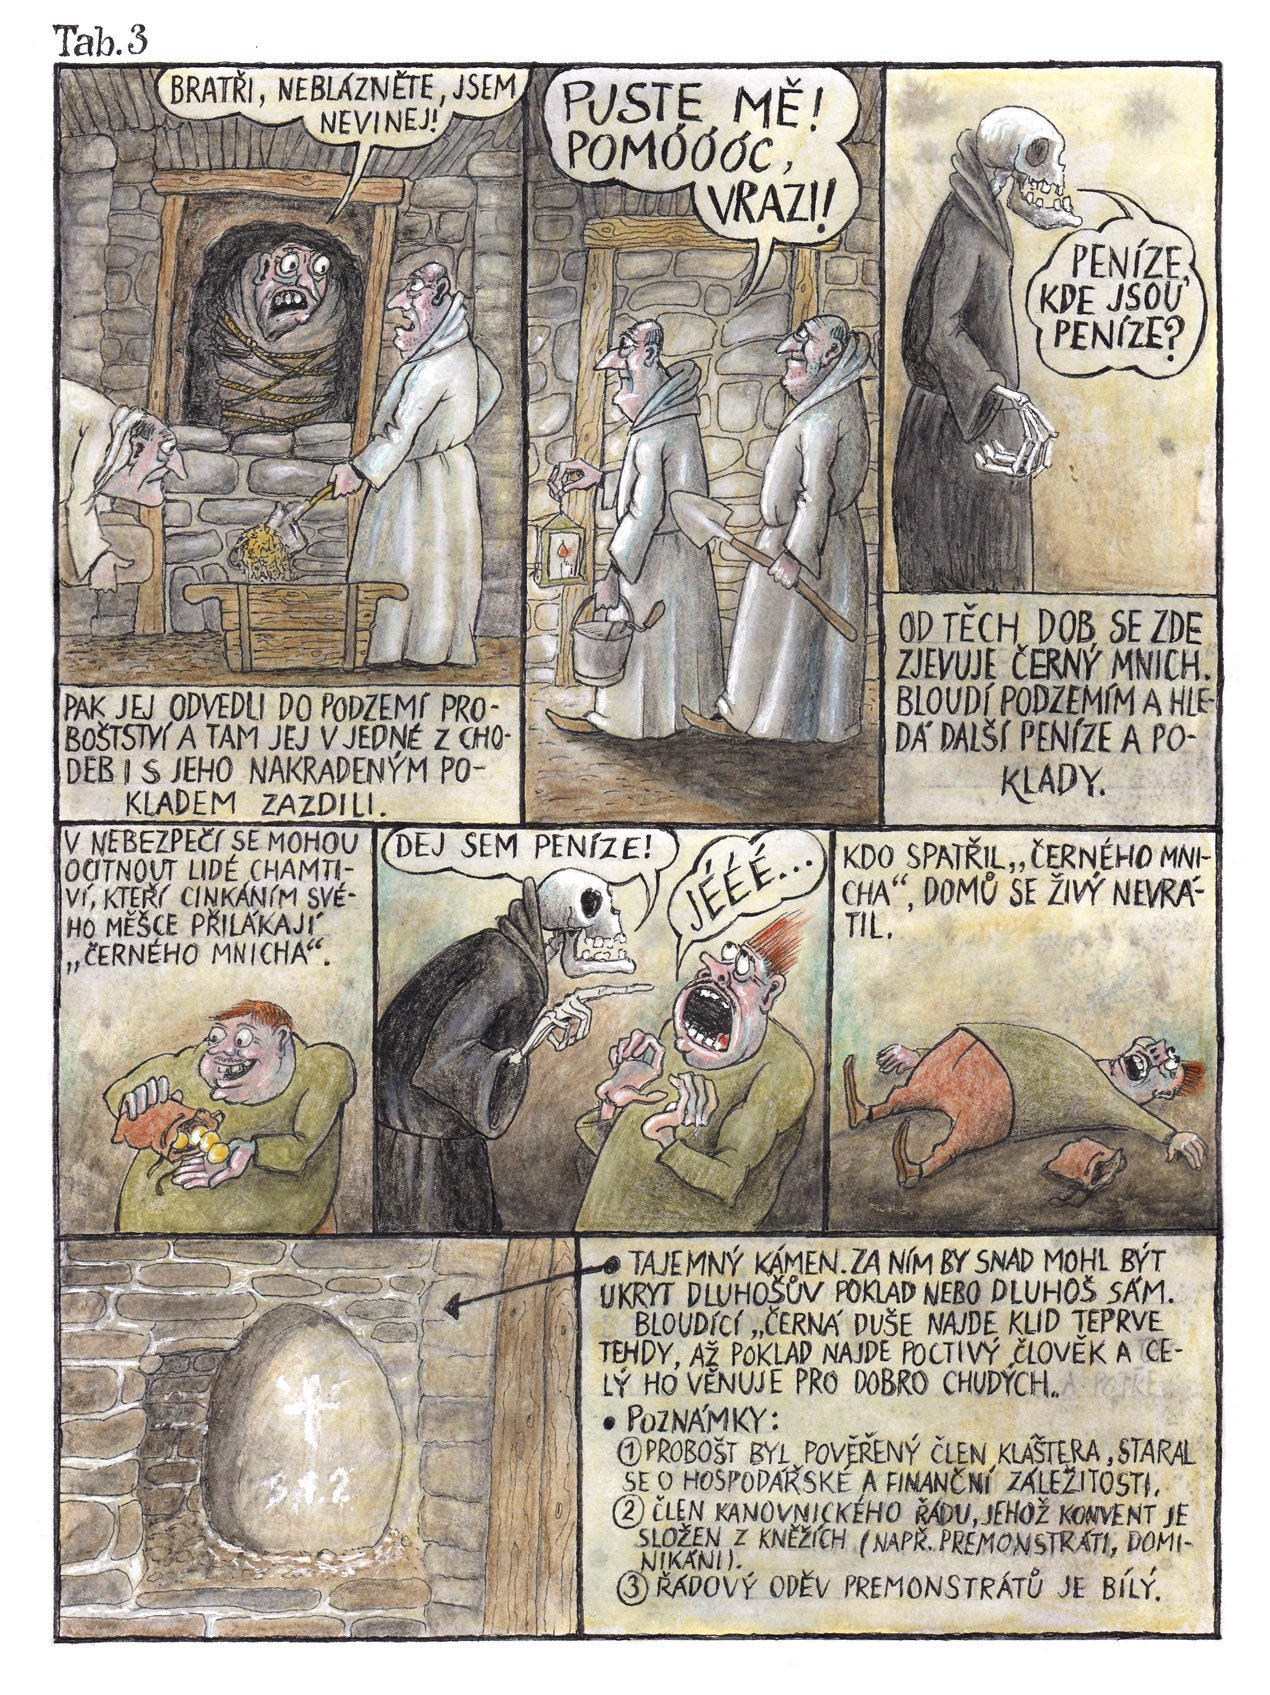 Tab.3
BRATŘI, NEBLÁZNĚTE, JSEM
NEVINEJ!
PAK JEJ ODVEDLI DO PODZEMÍ PRO-
BOŠTSTVÍ A TAM JEJ V JEDNÉ Z CHO-
DEB I S JEHO NAKRADENÝM PO-
KLADEM ZAZDILI.
PUSTE MĚ!
POMÓÓÓC,
VRAZI!
PENÍZE,
KDE JSOU
PENÍZE?
OD TĚCH DOB SE ZDE
ZJEVUJE ČERNÝ MNICH.
BLOUDÍ PODZEMÍM A HLE-
DÁ DALŠÍ PENÍZE A PO-
KLADY.
V NEBEZPEČÍ SE MOHOU
OCITNOUT LIDÉ CHAMTI-
VÍ, KTEŘÍ CINKÁNÍM SVÉ-
HO MĚŠCE PŘILÁKAJÍ
„ČERNÉHO MNICHA“.
DEJ SEM PENÍZE!
JÉÉÉ...
KDO SPATŘIL „ČERNÉHO MNI-
CHA“, DOMŮ SE ŽIVÝ NEVRÁ-
TIL.
3.1.2
• TAJEMNÝ KÁMEN. ZA NÍM BY SNAD MOHL BÝT
UKRYT DLUHOŠŮV POKLAD NEBO DLUHOŠ SÁM.
BLOUDÍCÍ „ČERNÁ“ DUŠE NAJDE KLID TEPRVE
TEHDY, AŽ POKLAD NAJDE POCTIVÝ ČLOVĚK A CE-
LÝ HO VĚNUJE PRO DOBRO CHUDÝCH.
• POZNÁMKY:
① PROBOŠT BYL POVĚŘENÝ ČLEN KLÁŠTERA, STARAL
SE O HOSPODÁŘSKÉ A FINANČNÍ ZÁLEŽITOSTI.
② ČLEN KANOVNICKÉHO ŘÁDU, JEHOŽ KONVENT JE
SLOŽEN Z KNĚŽÍCH (NAPŘ. PREMONSTRÁTI, DOMI-
NIKÁNI).
③ ŘÁDOVÝ ODĚV PREMONSTRÁTŮ JE BÍLÝ.